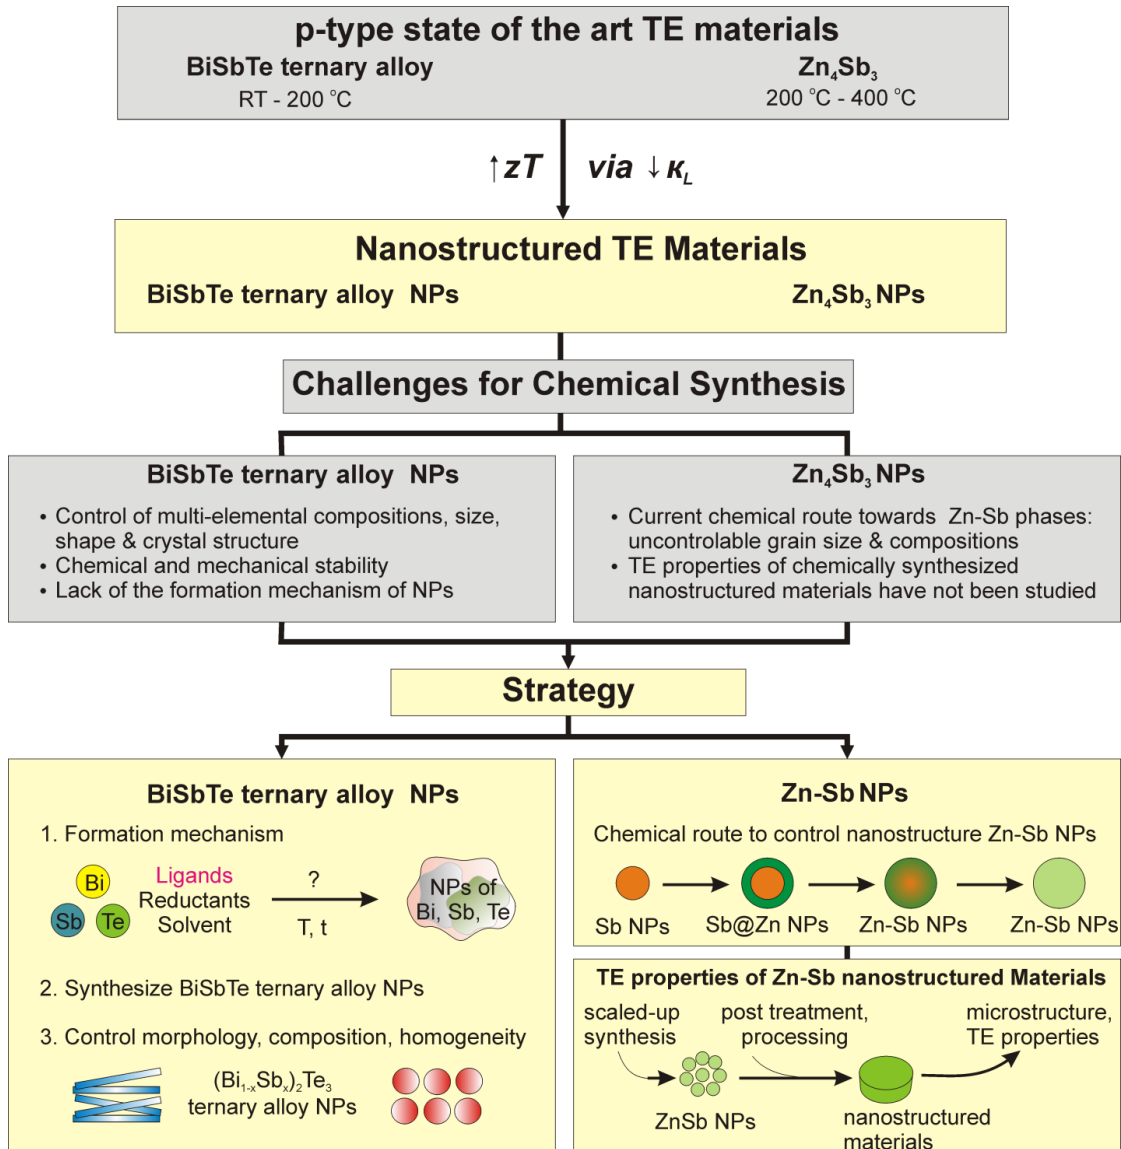 p-type state of the art TE materials
BiSbTe ternary alloy
RT - 200 °C
Zn₄Sb₃
200 °C - 400 °C
↑ zT via ↓ κ_L
Nanostructured TE Materials
BiSbTe ternary alloy NPs
Zn₄Sb₃ NPs
Challenges for Chemical Synthesis
BiSbTe ternary alloy NPs
• Control of multi-elemental compositions, size,
shape & crystal structure
• Chemical and mechanical stability
• Lack of the formation mechanism of NPs
Zn₄Sb₃ NPs
• Current chemical route towards Zn-Sb phases:
uncontrolable grain size & compositions
• TE properties of chemically synthesized
nanostructured materials have not been studied
Strategy
BiSbTe ternary alloy NPs
1. Formation mechanism
Bi
Sb
Te
Ligands
Reductants
Solvent
?
T, t
NPs of
Bi, Sb, Te
2. Synthesize BiSbTe ternary alloy NPs
3. Control morphology, composition, homogeneity
(Bi₁₋ₓSbₓ)₂Te₃
ternary alloy NPs
Zn-Sb NPs
Chemical route to control nanostructure Zn-Sb NPs
Sb NPs
Sb@Zn NPs
Zn-Sb NPs
Zn-Sb NPs
TE properties of Zn-Sb nanostructured Materials
scaled-up
synthesis
post treatment,
processing
microstructure,
TE properties
ZnSb NPs
nanostructured
materials